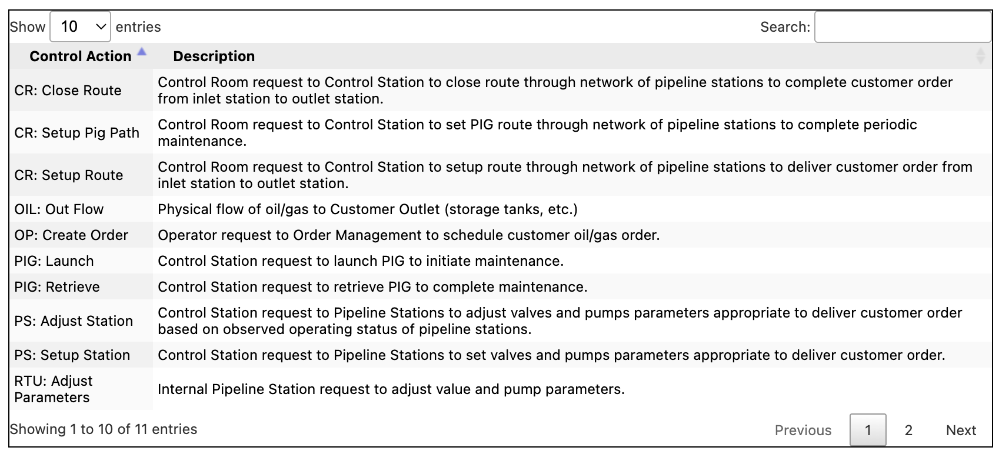 Show 10 entries Search:
Control Action Description
CR: Close Route Control Room request to Control Station to close route through network of pipeline stations to complete customer order
from inlet station to outlet station.
CR: Setup Pig Path Control Room request to Control Station to set PIG route through network of pipeline stations to complete periodic
maintenance.
CR: Setup Route Control Room request to Control Station to setup route through network of pipeline stations to deliver customer order from
inlet station to outlet station.
OIL: Out Flow Physical flow of oil/gas to Customer Outlet (storage tanks, etc.)
OP: Create Order Operator request to Order Management to schedule customer oil/gas order.
PIG: Launch Control Station request to launch PIG to initiate maintenance.
PIG: Retrieve Control Station request to retrieve PIG to complete maintenance.
PS: Adjust Station Control Station request to Pipeline Stations to adjust valves and pumps parameters appropriate to deliver customer order
based on observed operating status of pipeline stations.
PS: Setup Station Control Station request to Pipeline Stations to set valves and pumps parameters appropriate to deliver customer order.
RTU: Adjust
Parameters Internal Pipeline Station request to adjust value and pump parameters.
Showing 1 to 10 of 11 entries Previous 1 2 Next